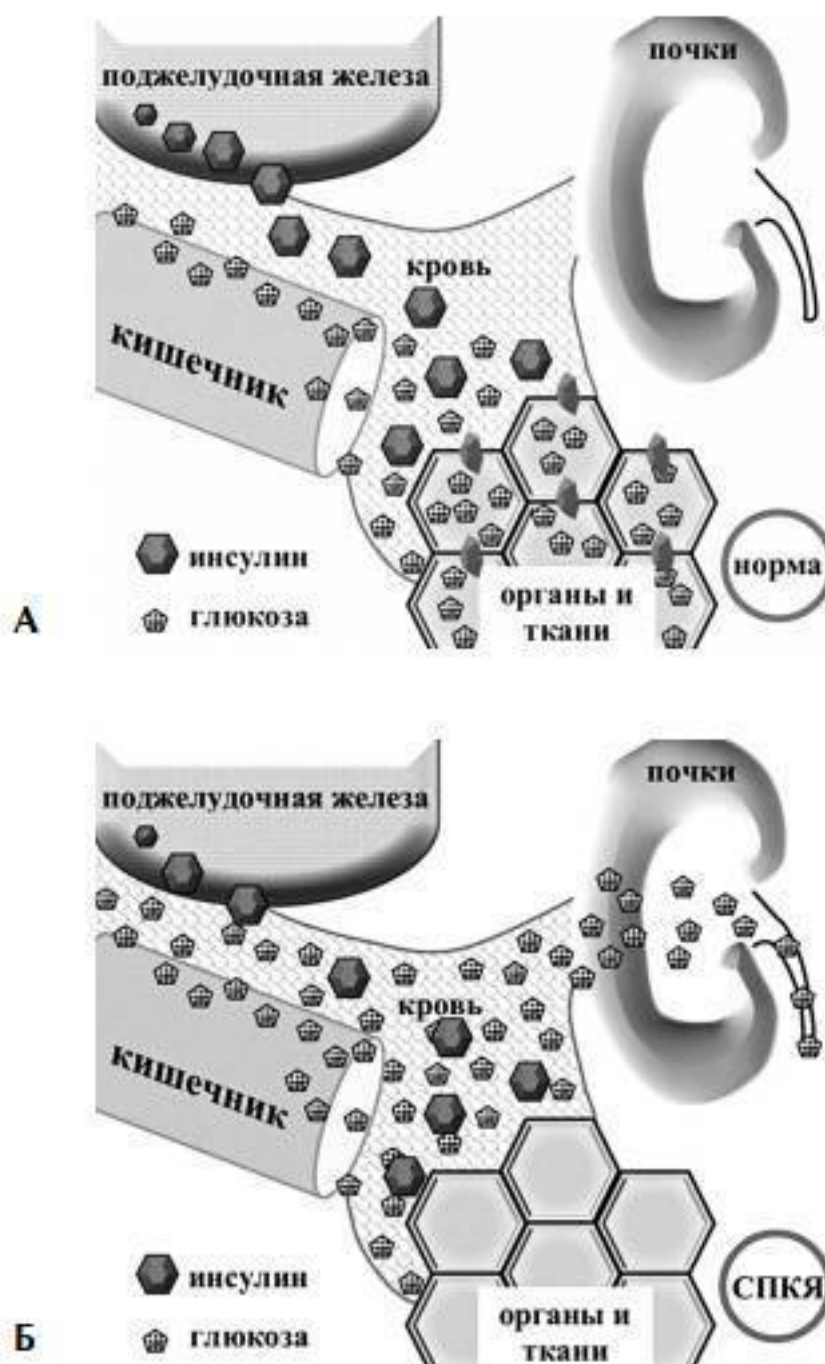 поджелудочная железа
почки
кровь
кишечник
инсулин
глюкоза
органы и
ткани
норма
А
поджелудочная железа
почки
кровь
кишечник
инсулин
глюкоза
органы и
ткани
СПКЯ
Б